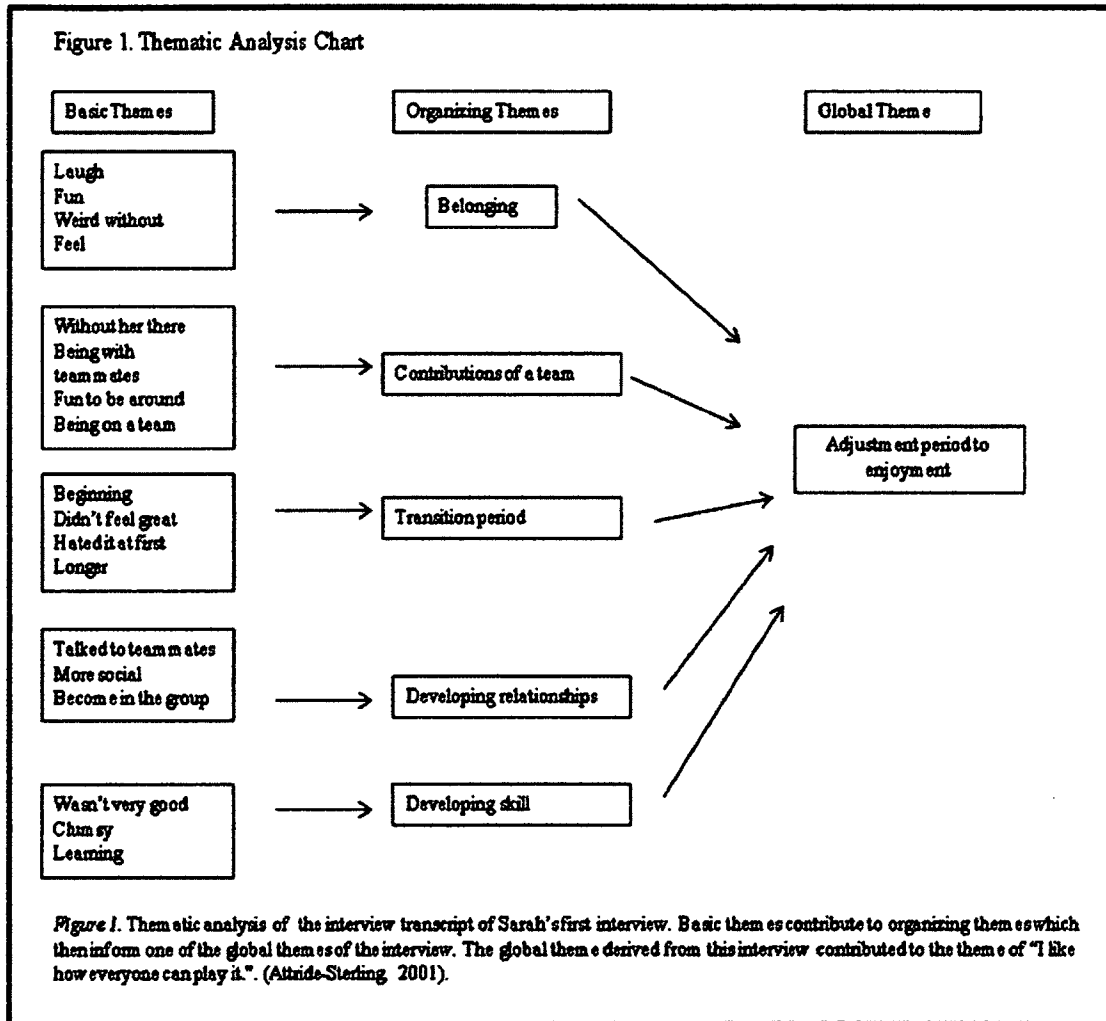 Figure 1. Thematic Analysis Chart
Basic Themes
Organizing Themes
Global Theme
Laugh
Fun
Weird without
Feel
Belonging
Without her there
Being with
teammates
Fun to be around
Being on a team
Contributions of a team
Adjustment period to
enjoyment
Beginning
Didn't feel great
Hated it at first
Longer
Transition period
Talked to teammates
More social
Become in the group
Developing relationships
Wasn't very good
Clumsy
Learning
Developing skill
Figure 1. Thematic analysis of the interview transcript of Sarah's first interview. Basic themes contribute to organizing themes which
then inform one of the global themes of the interview. The global theme derived from this interview contributed to the theme of "I like
how everyone can play it.". (Attride-Sterling, 2001).